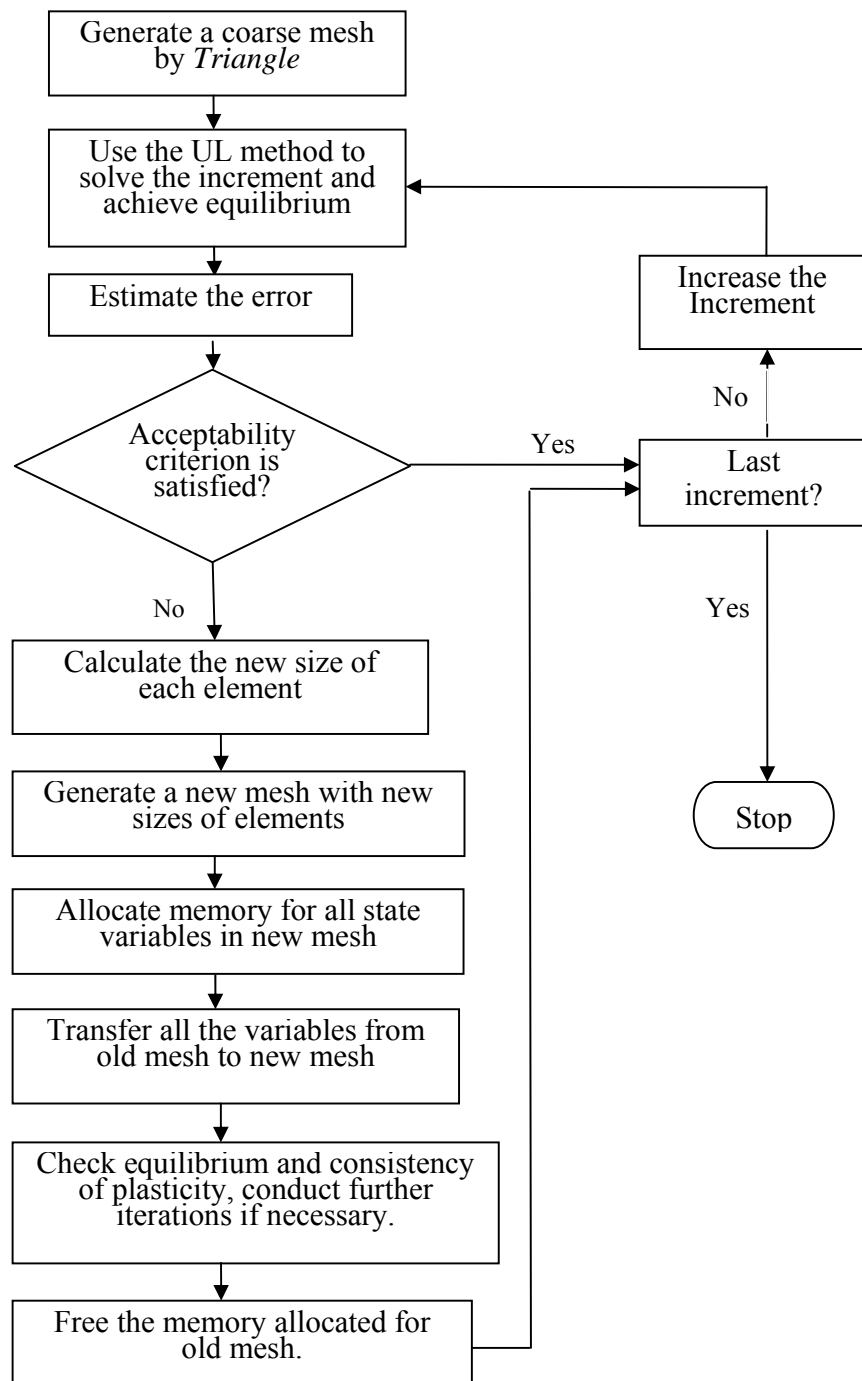 Generate a coarse mesh
by Triangle
Use the UL method to
solve the increment and
achieve equilibrium
Estimate the error
Increase the
Increment
No
Acceptability
criterion is
satisfied?
Yes
Last
increment?
No
Yes
Calculate the new size of
each element
Generate a new mesh with new
sizes of elements
Stop
Allocate memory for all state
variables in new mesh
Transfer all the variables from
old mesh to new mesh
Check equilibrium and consistency
of plasticity, conduct further
iterations if necessary.
Free the memory allocated for
old mesh.